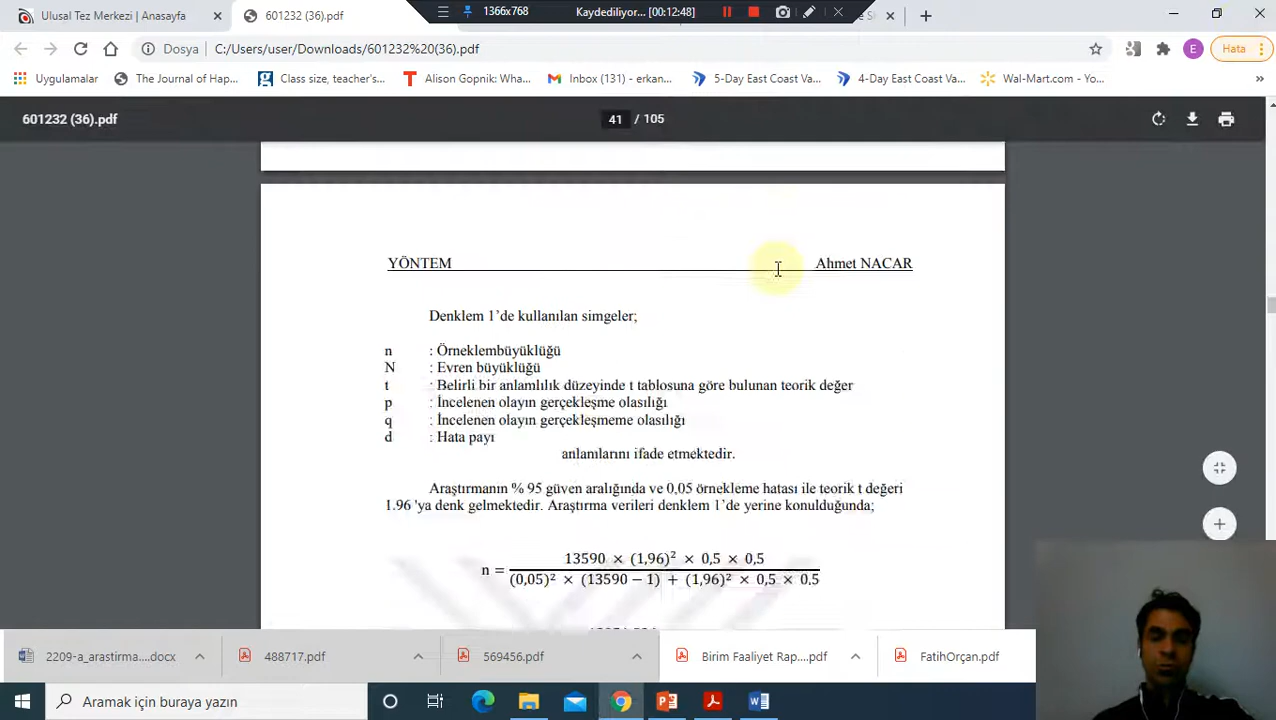 Ulusal Tez Merkezi | Anasayfa
601232 (36).pdf
1366x768
Kaydediliyor...
[00:12:48]
Dosya
C:/Users/user/Downloads/601232%20(36).pdf
E
Hata
Uygulamalar
The Journal of Hap...
Class size, teacher's...
Alison Gopnik: Wha...
Inbox (131) - erkan...
5-Day East Coast Va...
4-Day East Coast Va...
Wal-Mart.com - Yo...
»
601232 (36).pdf
41 / 105
YÖNTEM
Ahmet NACAR
Denklem 1'de kullanılan simgeler;
n : Örneklembüyüklüğü
N : Evren büyüklüğü
t : Belirli bir anlamlılık düzeyinde t tablosuna göre bulunan teorik değer
p : İncelenen olayın gerçekleşme olasılığı
q : İncelenen olayın gerçekleşmeme olasılığı
d : Hata payı
anlamlarını ifade etmektedir.
Araştırmanın % 95 güven aralığında ve 0,05 örnekleme hatası ile teorik t değeri
1.96 'ya denk gelmektedir. Araştırma verileri denklem 1'de yerine konulduğunda;
13590 × (1,96)² × 0,5 × 0,5
n =
(0,05)² × (13590 − 1) + (1,96)² × 0,5 × 0.5
2209-a_arastirma....docx
488717.pdf
569456.pdf
Birim Faaliyet Rap....pdf
FatihOrçan.pdf
Aramak için buraya yazın